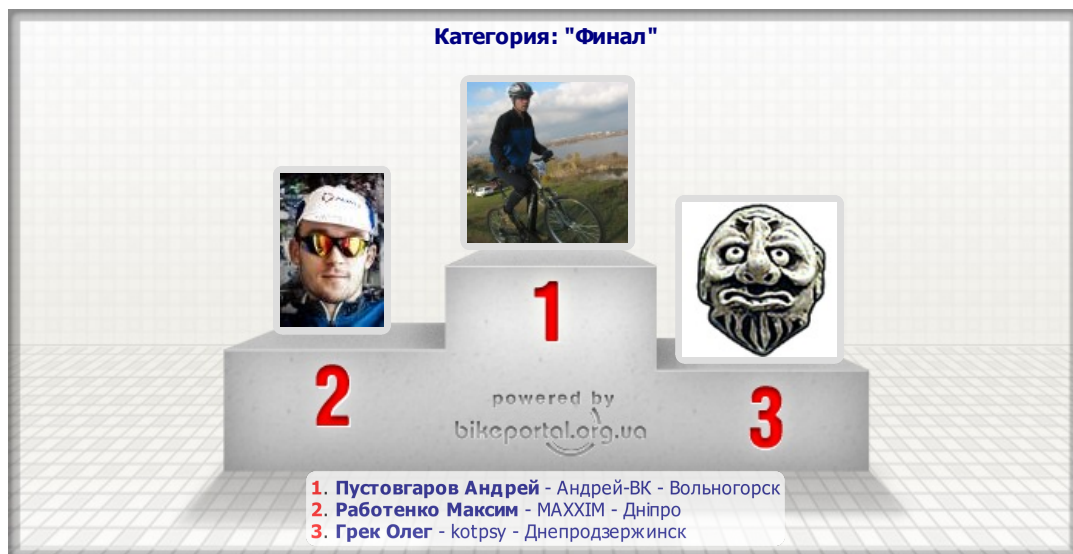 Категория: "Финал"
1
2
3
powered by
bikeportal.org.ua
1. Пустовгаров Андрей - Андрей-ВК - Вольногорск
2. Работенко Максим - MAXXIM - Дніпро
3. Грек Олег - kotpsy - Днепродзержинск